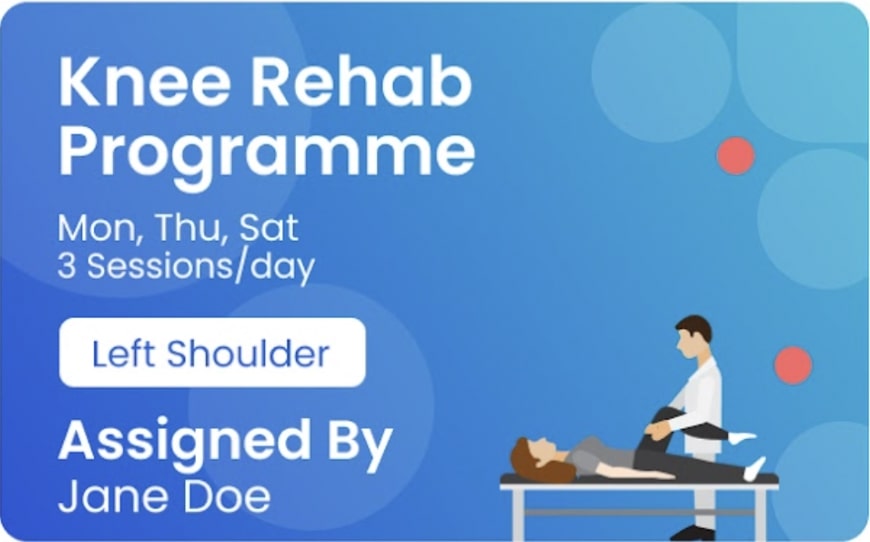 Knee Rehab
Programme
Mon, Thu, Sat
3 Sessions/day
Left Shoulder
Assigned By
Jane Doe